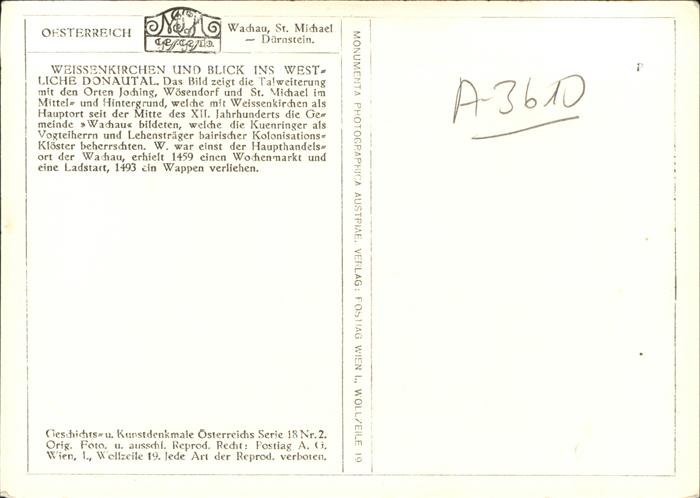 OESTERREICH
Wachau, St. Michael
— Dürnstein.
WEISSENKIRCHEN UND BLICK INS WEST=
LICHE DONAUTAL. Das Bild zeigt die Talweiterung
mit den Orten Joching, Wösendorf und St. Michael im
Mittel= und Hintergrund, welche mit Weissenkirchen als
Hauptort seit der Mitte des XII. Jahrhunderts die Ge=
meinde »Wachau« bildeten, welche die Kuenringer als
Vogteiherrn und Lehensträger bairischer Kolonisations=
Klöster beherrschten. W. war einst der Haupthandels=
ort der Wachau, erhielt 1459 einen Wochenmarkt und
eine Ladstatt, 1493 ein Wappen verliehen.
Geschichts= u. Kunstdenkmale Österreichs Serie 18 Nr. 2.
Orig. Foto. u. ausschl. Reprod. Recht: Postiag A. G.
Wien, I., Wollzeile 19. Jede Art der Reprod. verboten.
MONUMENTA PHOTOGRAPHICA AUSTRIAE. VERLAG: POSTIAG WIEN I., WOLLZEILE 19
A-3610